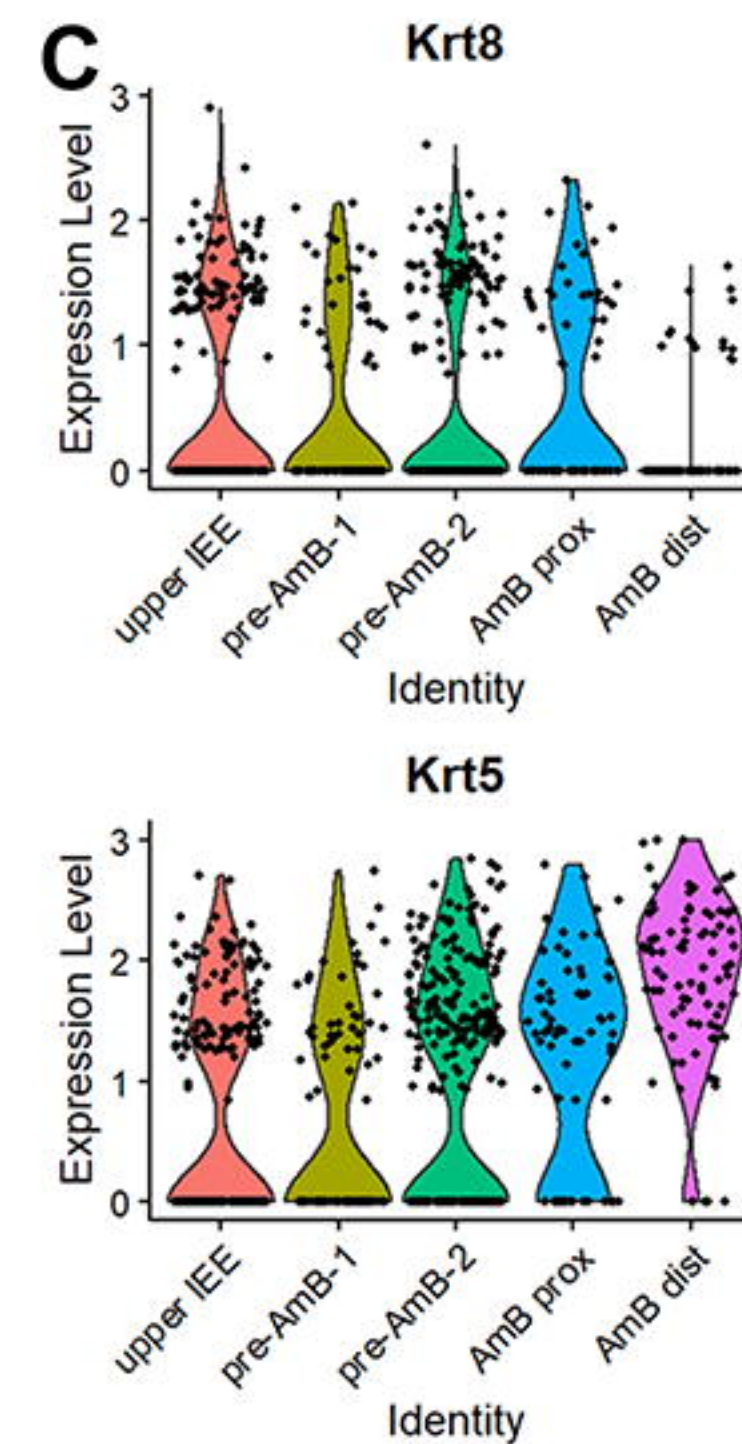 C
Krt8
Expression Level
3
2
1
0
upper IEE
pre-AmB-1
pre-AmB-2
AmB prox
AmB dist
Identity
Krt5
Expression Level
3
2
1
0
upper IEE
pre-AmB-1
pre-AmB-2
AmB prox
AmB dist
Identity